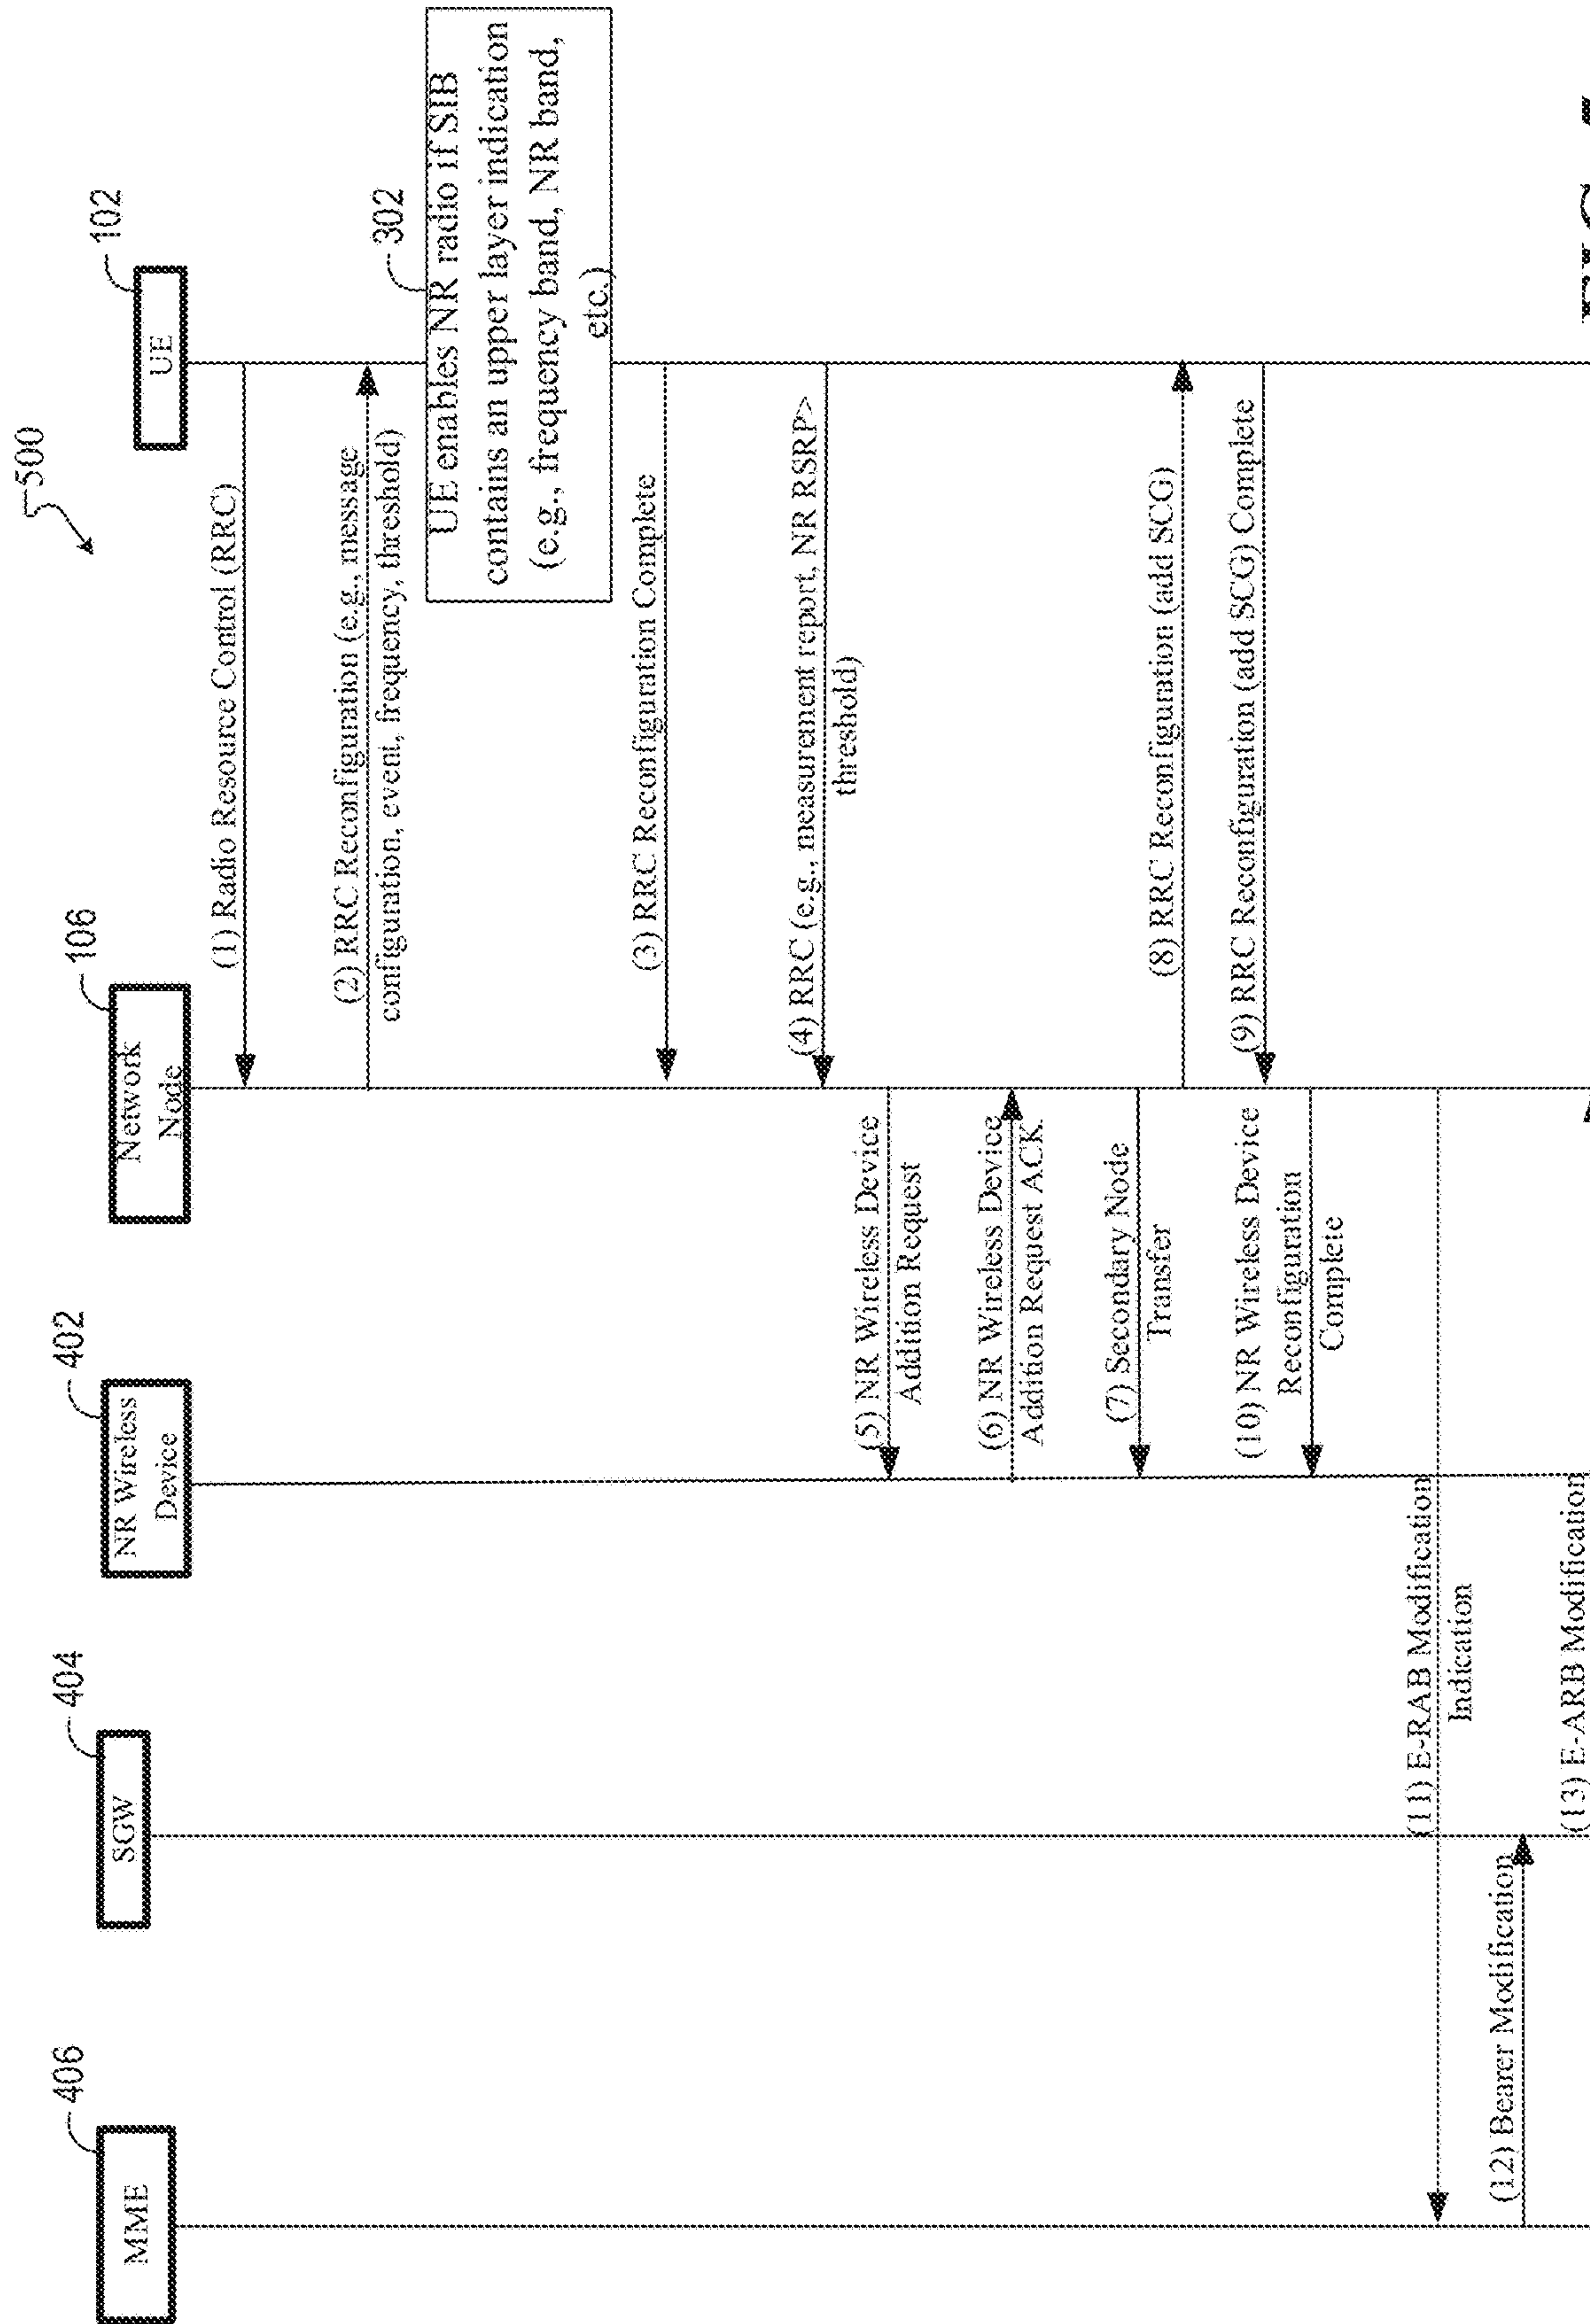 500
406
MME
404
SGW
402
NR Wireless
Device
106
Network
Node
102
UE
(1) Radio Resource Control (RRC)
(2) RRC Reconfiguration (e.g., message
configuration, event, frequency, threshold)
302
UE enables NR radio if SIB
contains an upper layer indication
(e.g., frequency band, NR band,
etc.)
(3) RRC Reconfiguration Complete
(4) RRC (e.g., measurement report, NR RSRP>
threshold)
(5) NR Wireless Device
Addition Request
(6) NR Wireless Device
Addition Request ACK.
(7) Secondary Node
Transfer
(8) RRC Reconfiguration (add SCG)
(9) RRC Reconfiguration (add SCG) Complete
(10) NR Wireless Device
Reconfiguration
Complete
(11) E-RAB Modification
Indication
(12) Bearer Modification
(13) E-ARB Modification